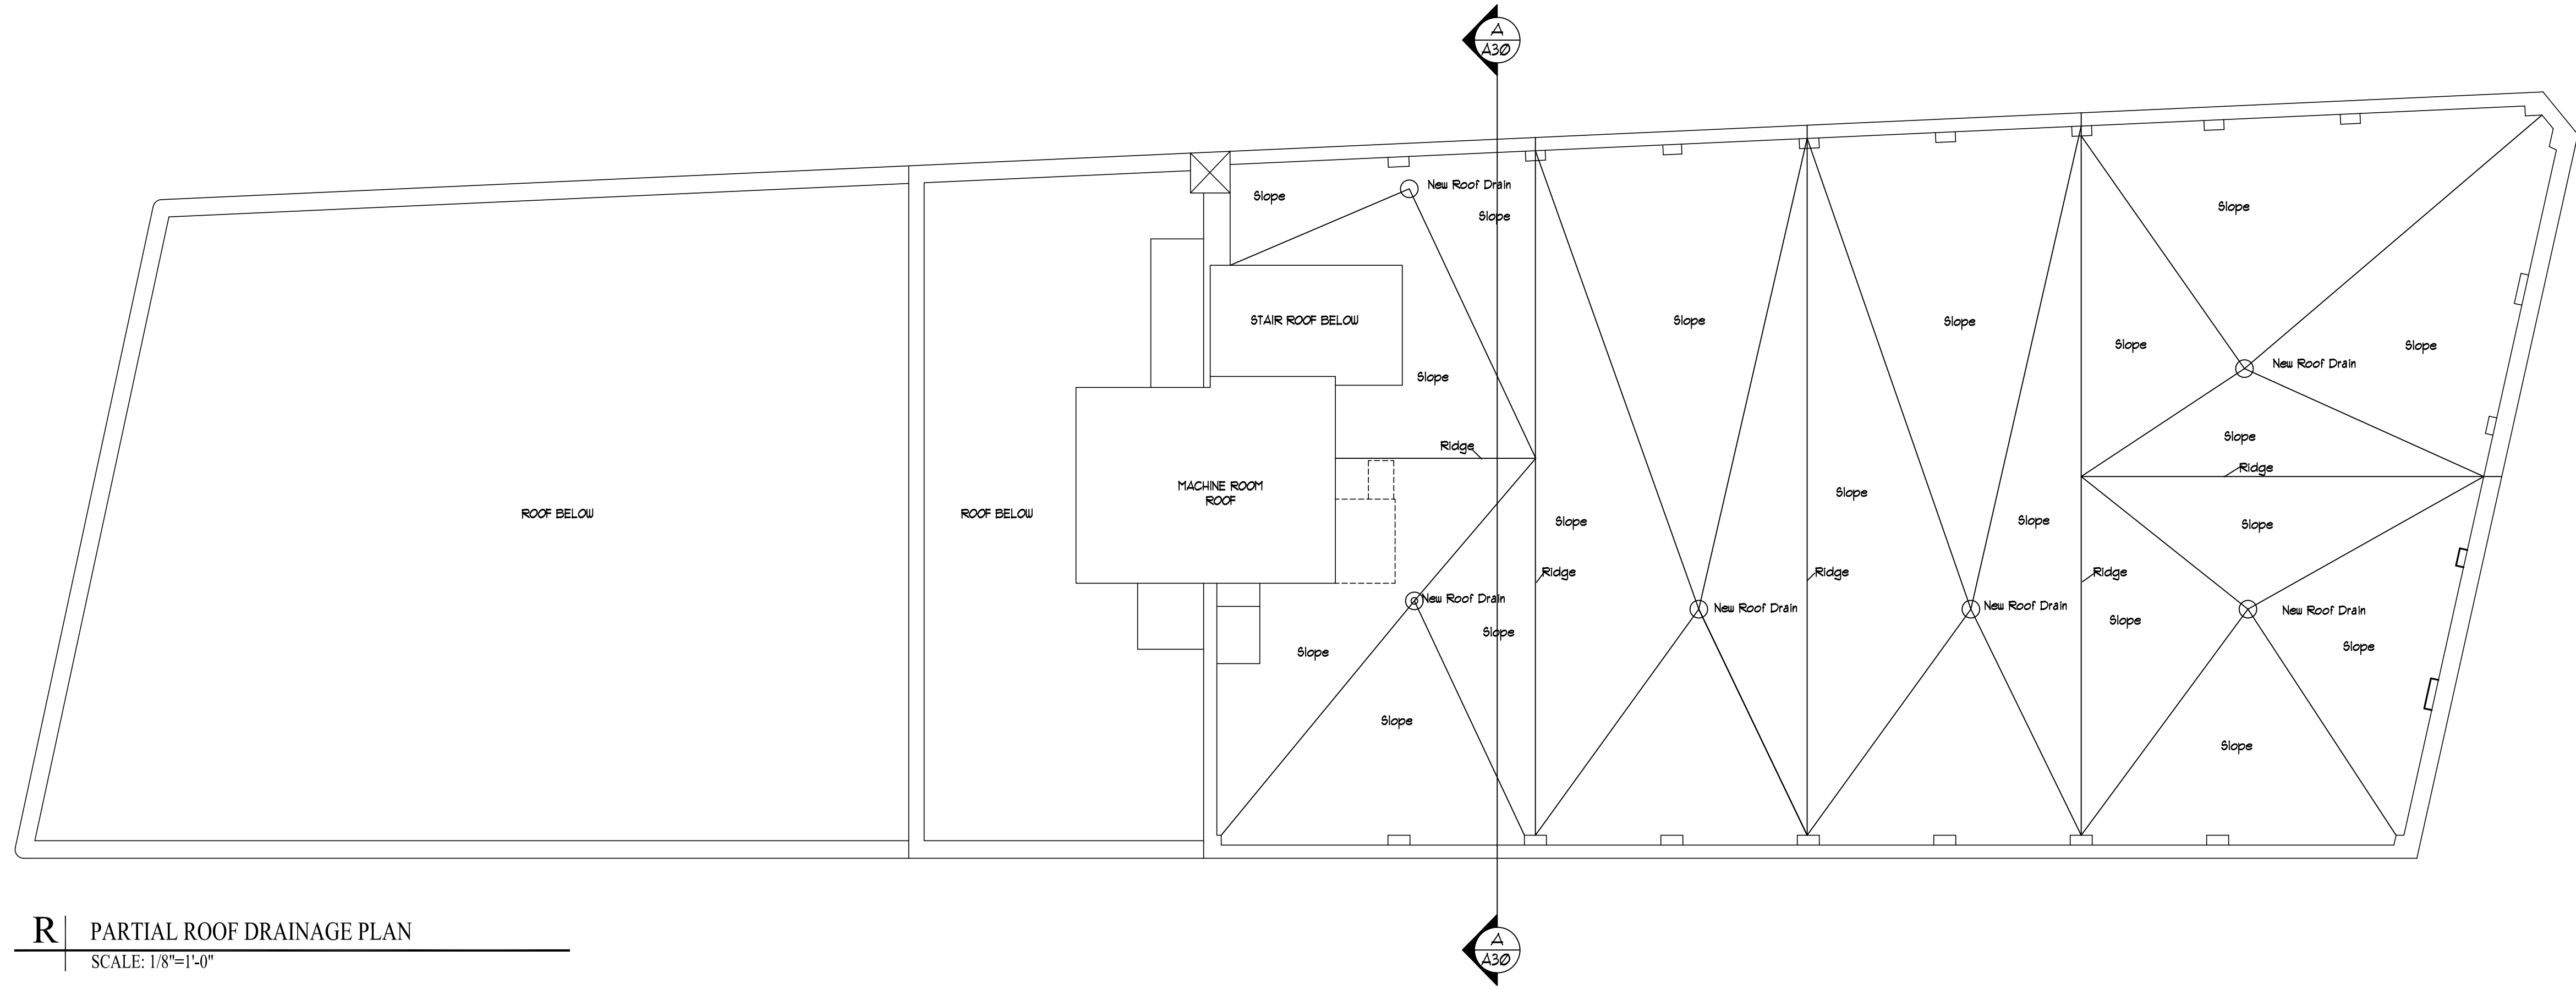 A
A30
New Roof Drain
Slope
Slope
Slope
STAIR ROOF BELOW
Slope
Slope
Slope
Slope
New Roof Drain
Slope
Slope
Ridge
Slope
Ridge
MACHINE ROOM
ROOF
Slope
ROOF BELOW
ROOF BELOW
Slope
Slope
Slope
Ridge
Ridge
Ridge
New Roof Drain
New Roof Drain
New Roof Drain
New Roof Drain
Slope
Slope
Slope
Slope
Slope
Slope
A
A30
R
PARTIAL ROOF DRAINAGE PLAN
SCALE: 1/8"=1'-0"